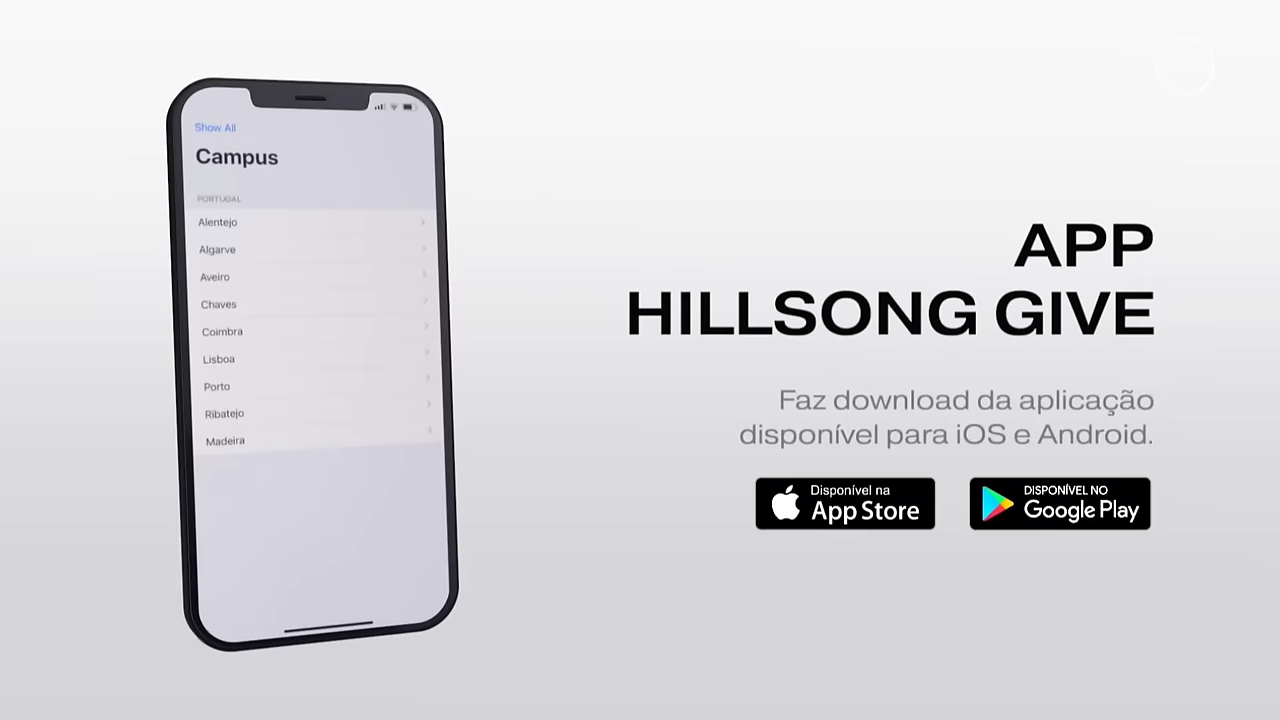 Show All
Campus
PORTUGAL
Alentejo
Algarve
Aveiro
Chaves
Coimbra
Lisboa
Porto
Ribatejo
Madeira
APP
HILLSONG GIVE
Faz download da aplicação
disponível para iOS e Android.
Disponível na
App Store
DISPONÍVEL NO
Google Play